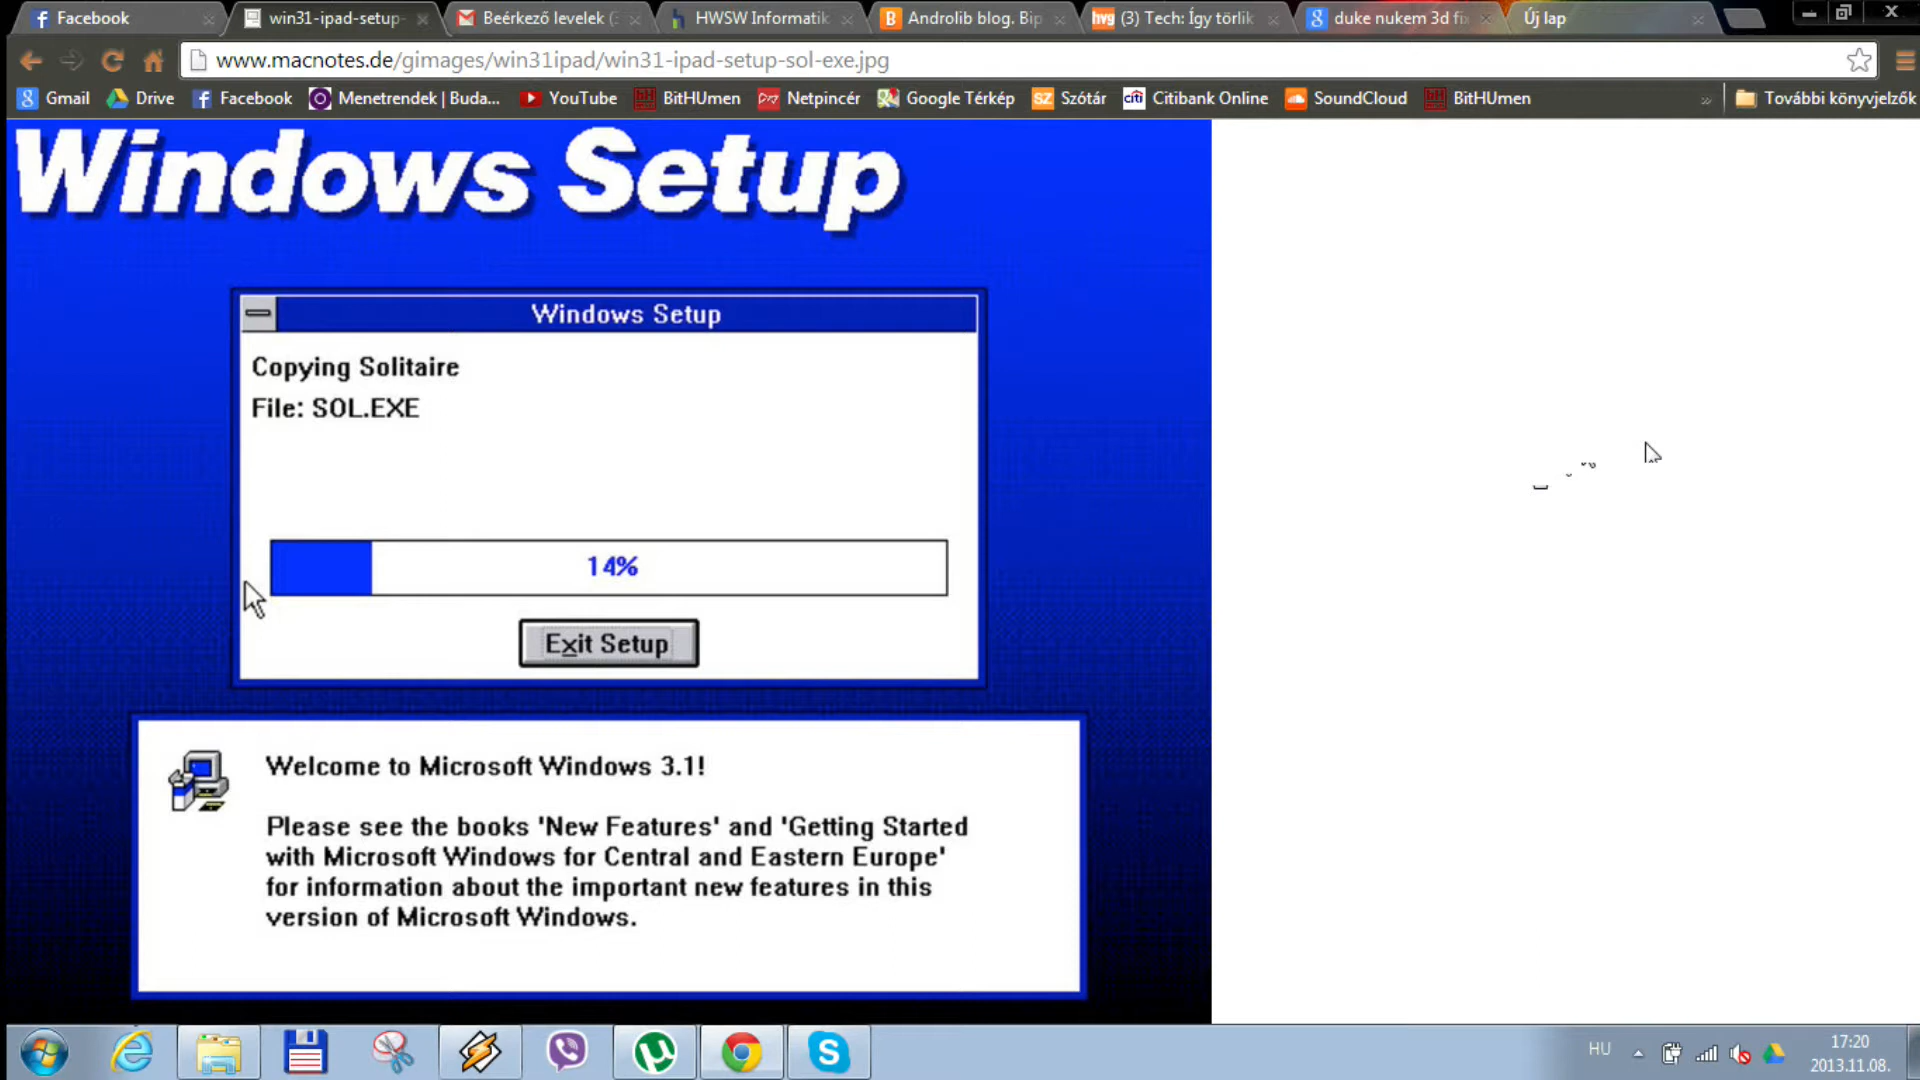 Facebook
win31-ipad-setup-
Beérkező levelek (3
HWSW Informatik
Androlib blog. Bip
(3) Tech: Így törlik
duke nukem 3d fix
Új lap
www.macnotes.de/gimages/win31ipad/win31-ipad-setup-sol-exe.jpg
Gmail
Drive
Facebook
Menetrendek | Buda...
YouTube
BitHUmen
Netpincér
Google Térkép
Szótár
Citibank Online
SoundCloud
BitHUmen
További könyvjelzők
Windows Setup
Windows Setup
Copying Solitaire
File: SOL.EXE
14%
Exit Setup
Welcome to Microsoft Windows 3.1!
Please see the books 'New Features' and 'Getting Started
with Microsoft Windows for Central and Eastern Europe'
for information about the important new features in this
version of Microsoft Windows.
HU
17:20
2013.11.08.